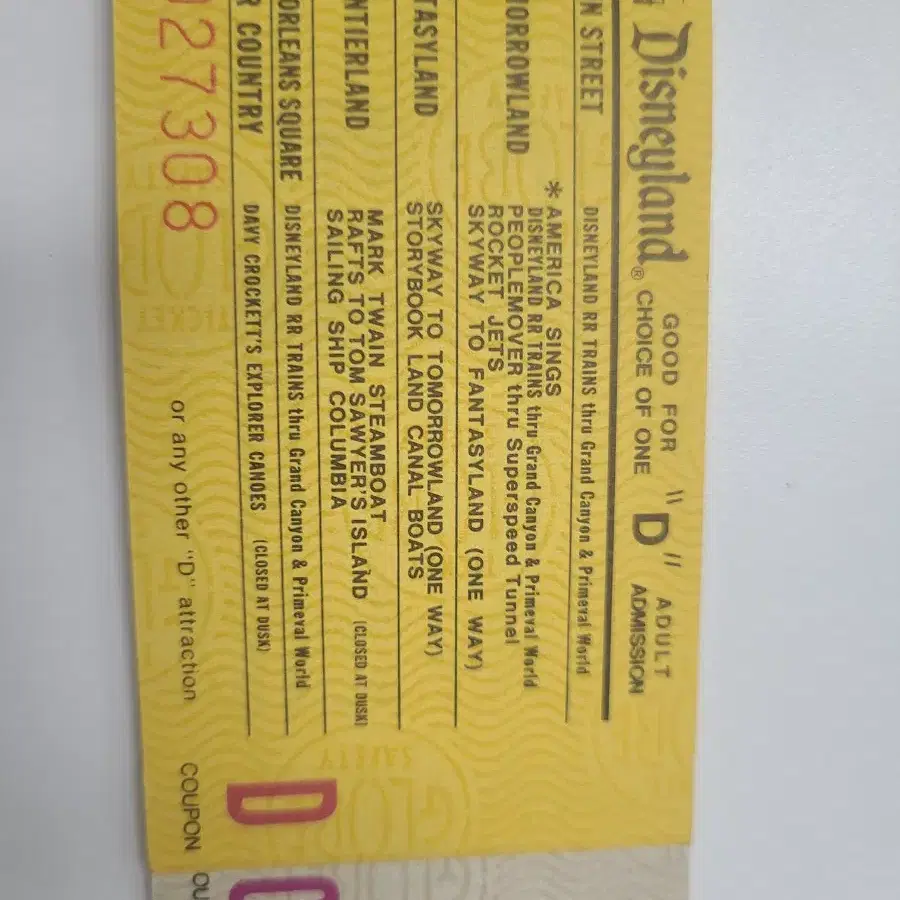 Disneyland®
GOOD FOR
CHOICE OF ONE
"D"
ADULT
ADMISSION
N STREET
DISNEYLAND RR TRAINS thru Grand Canyon & Primeval World
ORROWLAND
*AMERICA SINGS
DISNEYLAND RR TRAINS thru Grand Canyon & Primeval World
PEOPLEMOVER thru Superspeed Tunnel
ROCKET JETS
SKYWAY TO FANTASYLAND (ONE WAY)
TASYLAND
SKYWAY TO TOMORROWLAND (ONE WAY)
STORYBOOK LAND CANAL BOATS
NTIERLAND
MARK TWAIN STEAMBOAT
RAFTS TO TOM SAWYER'S ISLAND (CLOSED AT DUSK)
SAILING SHIP COLUMBIA
ORLEANS SQUARE
DISNEYLAND RR TRAINS thru Grand Canyon & Primeval World
R COUNTRY
DAVY CROCKETT'S EXPLORER CANOES (CLOSED AT DUSK)
027308
or any other "D" attraction
D
COUPON
OU